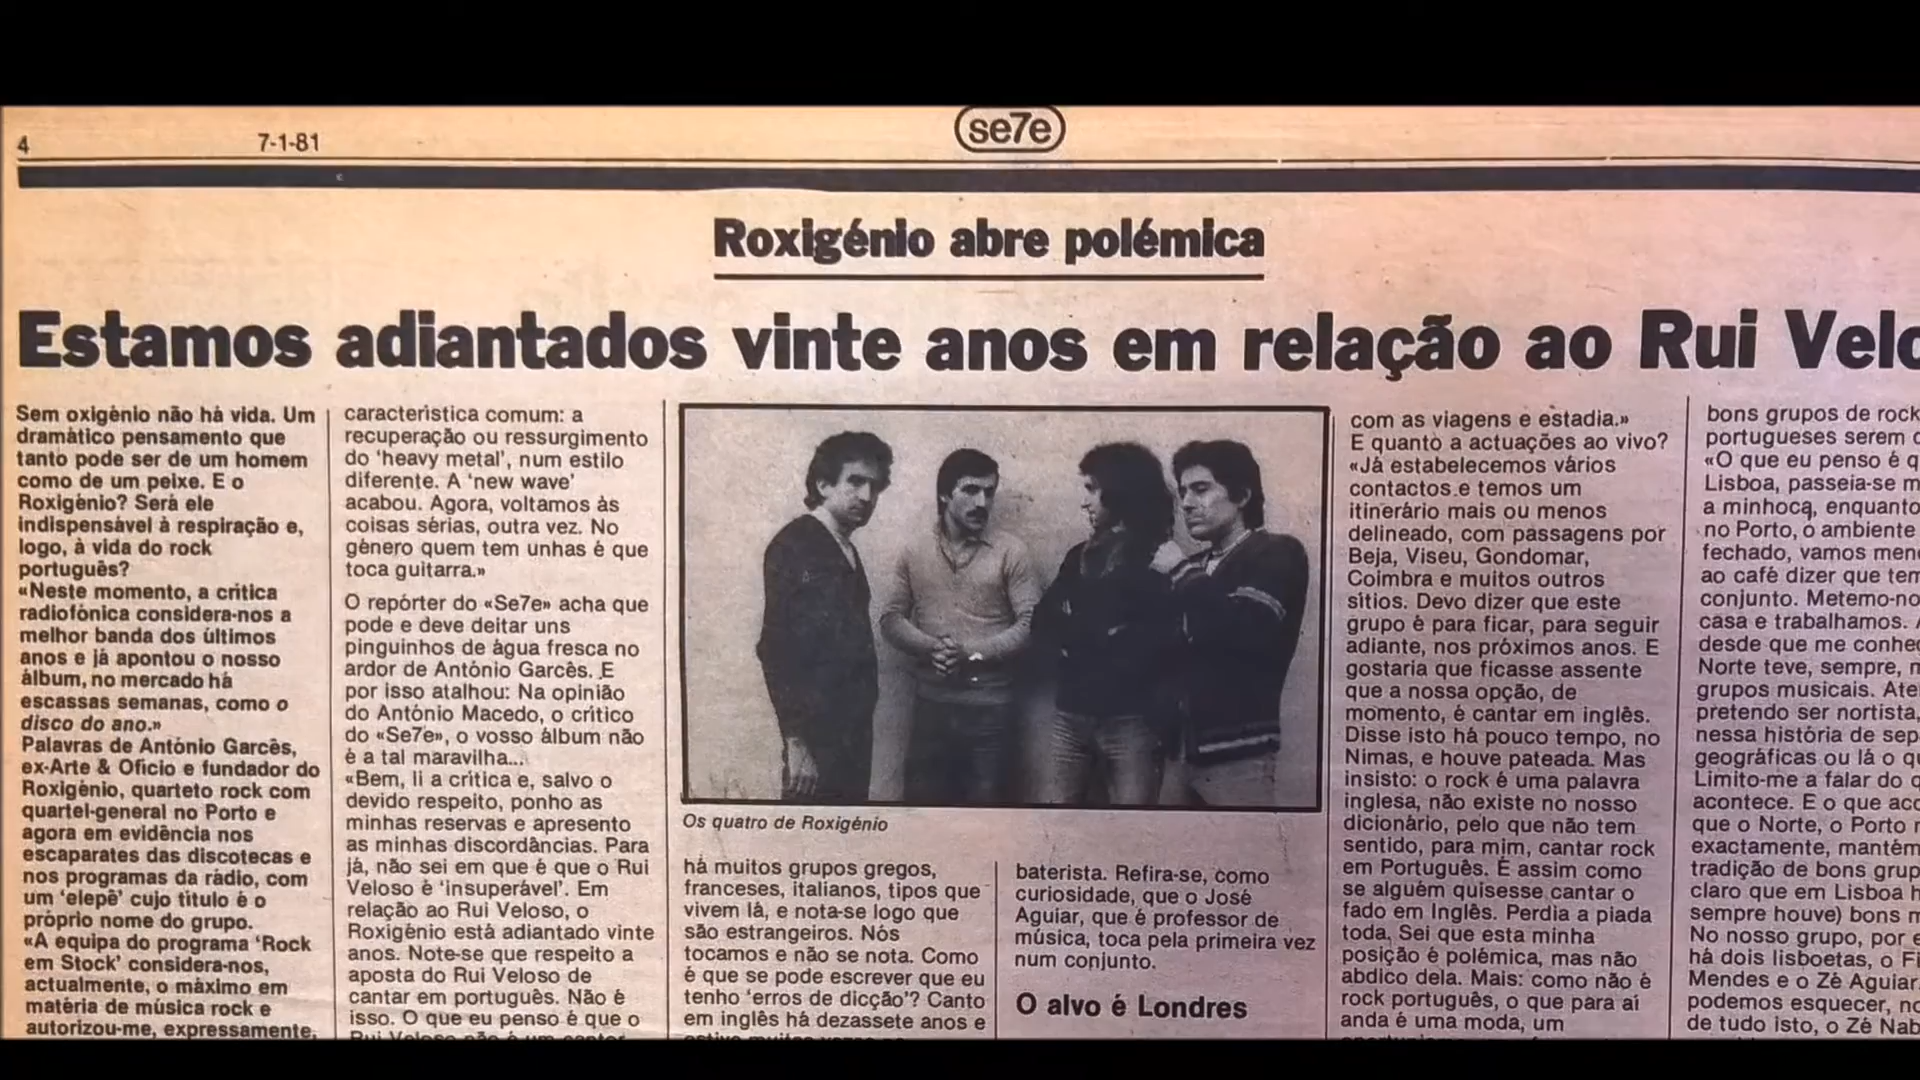 4
7-1-81
se7e
Roxigénio abre polémica
Estamos adiantados vinte anos em relação ao Rui
Sem oxigénio não há vida. Um
dramático pensamento que
tanto pode ser de um homem
como de um peixe. E o
Roxigénio? Será ele
indispensável à respiração e,
logo, à vida do rock
português?
«Neste momento, a crítica
radiofónica considera-nos a
melhor banda dos últimos
anos e já apontou o nosso
álbum, no mercado há
escassas semanas, como o
disco do ano.»
Palavras de António Garcês,
ex-Arte & Ofício e fundador do
Roxigénio, quarteto rock com
quartel-general no Porto e
agora em evidência nos
escaparates das discotecas e
nos programas da rádio, com
um 'elepê' cujo título é o
próprio nome do grupo.
«A equipa do programa 'Rock
em Stock' considera-nos,
actualmente, o máximo em
matéria de música rock e
autorizou-me, expressamente,
característica comum: a
recuperação ou ressurgimento
do 'heavy metal', num estilo
diferente. A 'new wave'
acabou. Agora, voltamos às
coisas sérias, outra vez. No
género quem tem unhas é que
toca guitarra.»
O repórter do «Se7e» acha que
pode e deve deitar uns
pinguinhos de água fresca no
ardor de António Garcês. E
por isso atalhou: Na opinião
do António Macedo, o crítico
do «Se7e», o vosso álbum não
é a tal maravilha...
«Bem, li a crítica e, salvo o
devido respeito, ponho as
minhas reservas e apresento
as minhas discordâncias. Para
já, não sei em que é que o Rui
Veloso é 'insuperável'. Em
relação ao Rui Veloso, o
Roxigénio está adiantado vinte
anos. Note-se que respeito a
aposta do Rui Veloso de
cantar em português. Não é
isso. O que eu penso é que o
Os quatro de Roxigénio
há muitos grupos gregos,
franceses, italianos, tipos que
vivem lá, e nota-se logo que
são estrangeiros. Nós
tocamos e não se nota. Como
é que se pode escrever que eu
tenho 'erros de dicção'? Canto
em inglês há dezassete anos e
baterista. Refira-se, como
curiosidade, que o José
Aguiar, que é professor de
música, toca pela primeira vez
num conjunto.
O alvo é Londres
com as viagens e estadia.»
E quanto a actuações ao vivo?
«Já estabelecemos vários
contactos e temos um
itinerário mais ou menos
delineado, com passagens por
Beja, Viseu, Gondomar,
Coimbra e muitos outros
sítios. Devo dizer que este
grupo é para ficar, para seguir
adiante, nos próximos anos. E
gostaria que ficasse assente
que a nossa opção, de
momento, é cantar em inglês.
Disse isto há pouco tempo, no
Nimas, e houve pateada. Mas
insisto: o rock é uma palavra
inglesa, não existe no nosso
dicionário, pelo que não tem
sentido, para mim, cantar rock
em Português. É assim como
se alguém quisesse cantar o
fado em Inglês. Perdia a piada
toda. Sei que esta minha
posição é polémica, mas não
abdico dela. Mais: como não é
rock português, o que para aí
anda é uma moda, um
bons grupos de rock
portugueses serem
«O que eu penso é
Lisboa, passeia-se
a minhoca, enquanto
no Porto, o ambiente
fechado, vamos
ao café dizer que
conjunto.
casa e trabalhamos.
desde que me
Norte teve, sempre,
grupos musicais.
pretendo ser nortista,
nessa história de
geográficas ou lá o
Limito-me a falar do
acontece. E o que
que o Norte, o Porto
exactamente,
tradição de bons
claro que em Lisboa
sempre houve) bons
No nosso grupo, por
há dois lisboetas, o
Mendes e o Zé Aguiar.
podemos esquecer,
de tudo isto, o Zé